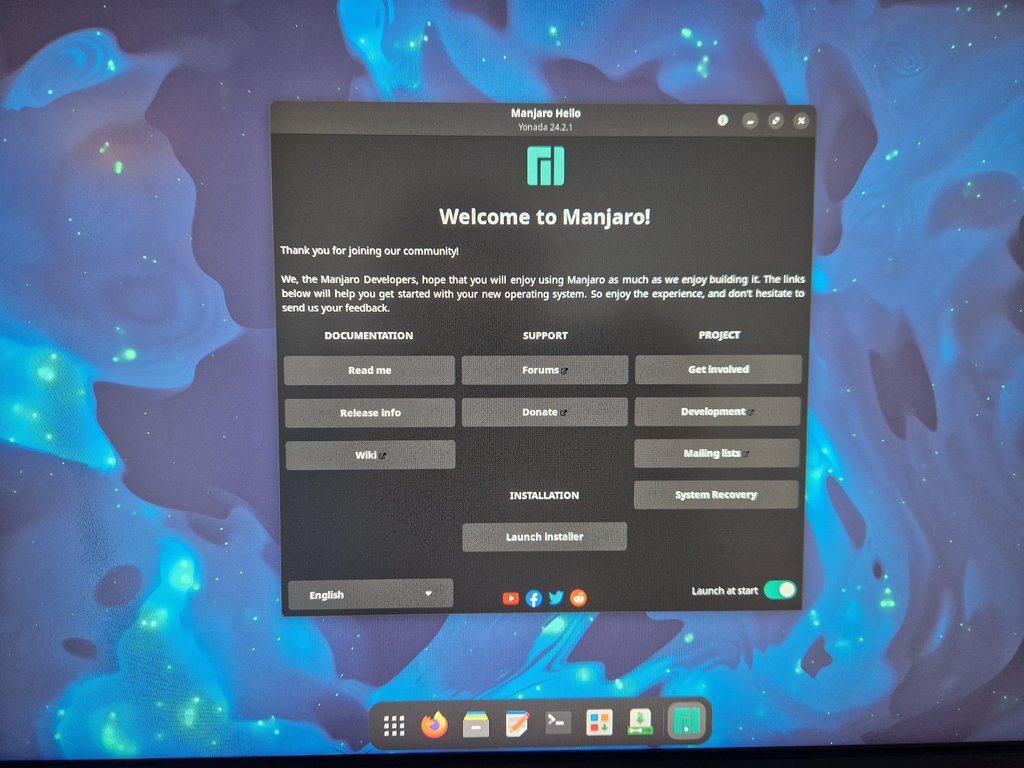 Manjaro Hello
Yonada 24.2.1
Welcome to Manjaro!
Thank you for joining our community!
We, the Manjaro Developers, hope that you will enjoy using Manjaro as much as we enjoy building it. The links
below will help you get started with your new operating system. So enjoy the experience, and don't hesitate to
send us your feedback.
DOCUMENTATION
SUPPORT
PROJECT
Read me
Forums
Get involved
Release info
Donate
Development
Wiki
Mailing lists
INSTALLATION
System Recovery
Launch installer
English
Launch at start